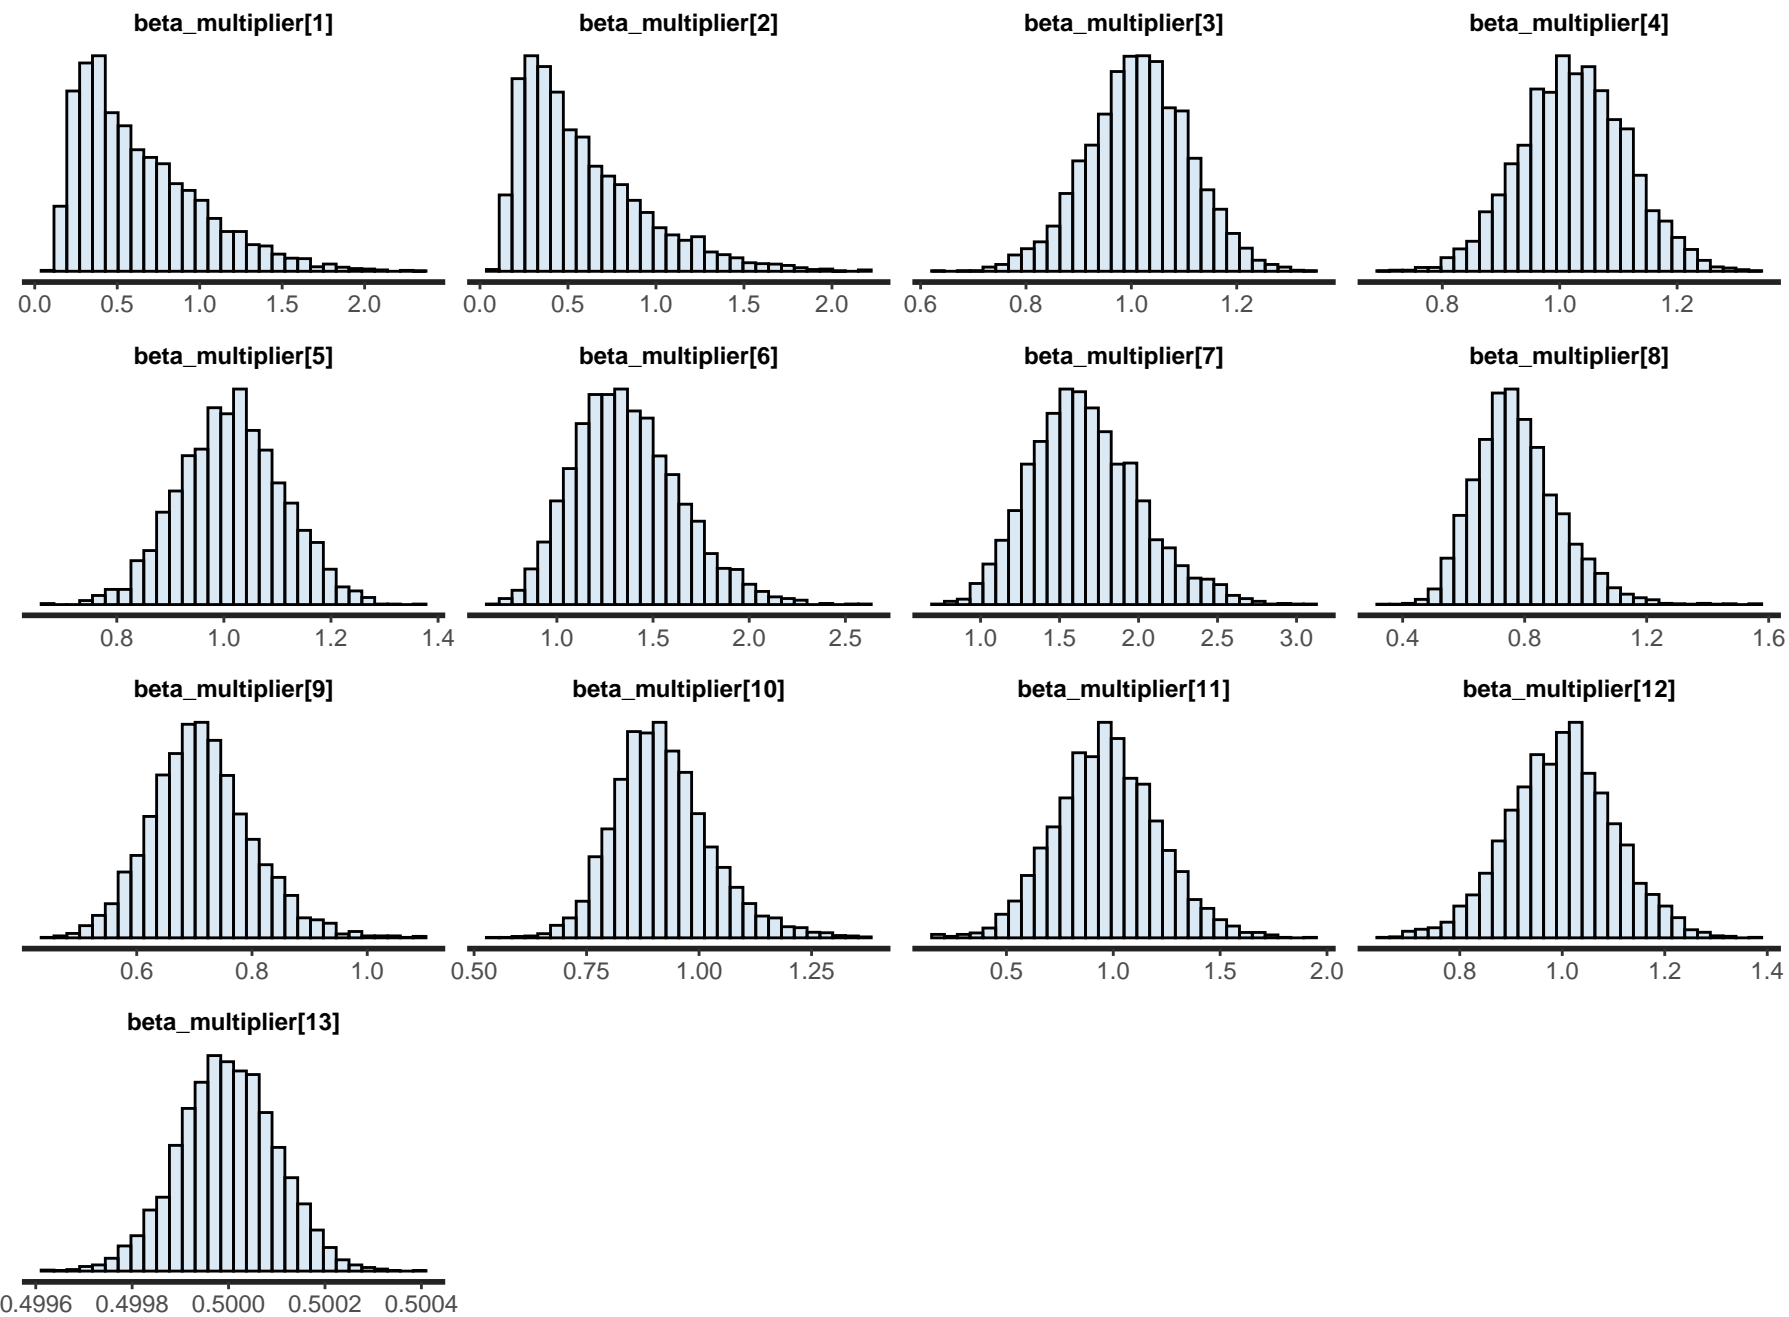 beta_multiplier[1] beta_multiplier[2] beta_multiplier[3] beta_multiplier[4]
0.0 0.5 1.0 1.5 2.0 0.0 0.5 1.0 1.5 2.0 0.6 0.8 1.0 1.2 0.8 1.0 1.2
beta_multiplier[5] beta_multiplier[6] beta_multiplier[7] beta_multiplier[8]
0.8 1.0 1.2 1.4 1.0 1.5 2.0 2.5 1.0 1.5 2.0 2.5 3.0 0.4 0.8 1.2 1.6
beta_multiplier[9] beta_multiplier[10] beta_multiplier[11] beta_multiplier[12]
0.6 0.8 1.0 0.50 0.75 1.00 1.25 0.5 1.0 1.5 2.0 0.8 1.0 1.2 1.4
beta_multiplier[13]
0.4996 0.4998 0.5000 0.5002 0.5004